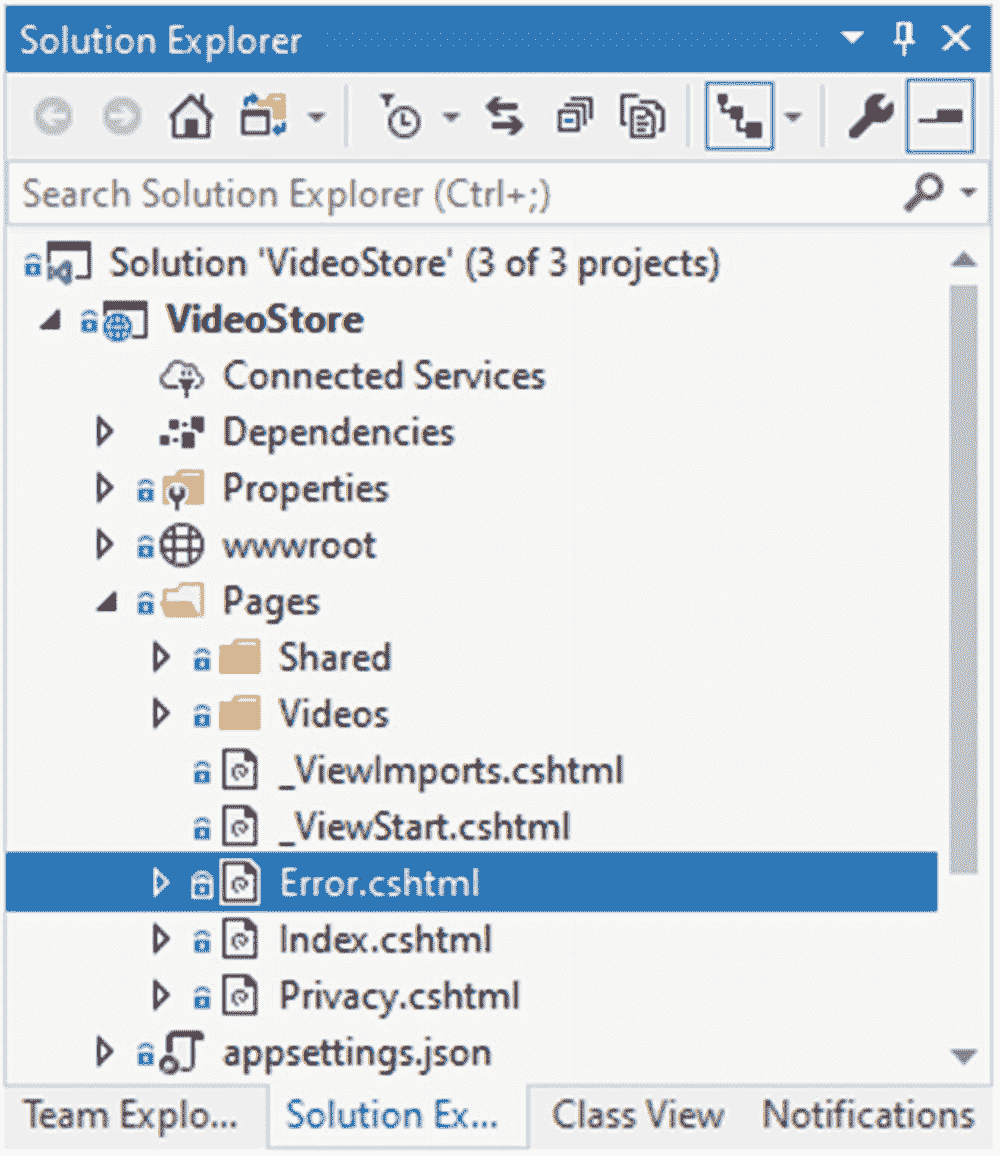 Solution Explorer
Search Solution Explorer (Ctrl+;)
Solution 'VideoStore' (3 of 3 projects)
VideoStore
Connected Services
Dependencies
Properties
wwwroot
Pages
Shared
Videos
_ViewImports.cshtml
_ViewStart.cshtml
Error.cshtml
Index.cshtml
Privacy.cshtml
appsettings.json
Team Explo... Solution Ex... Class View Notifications